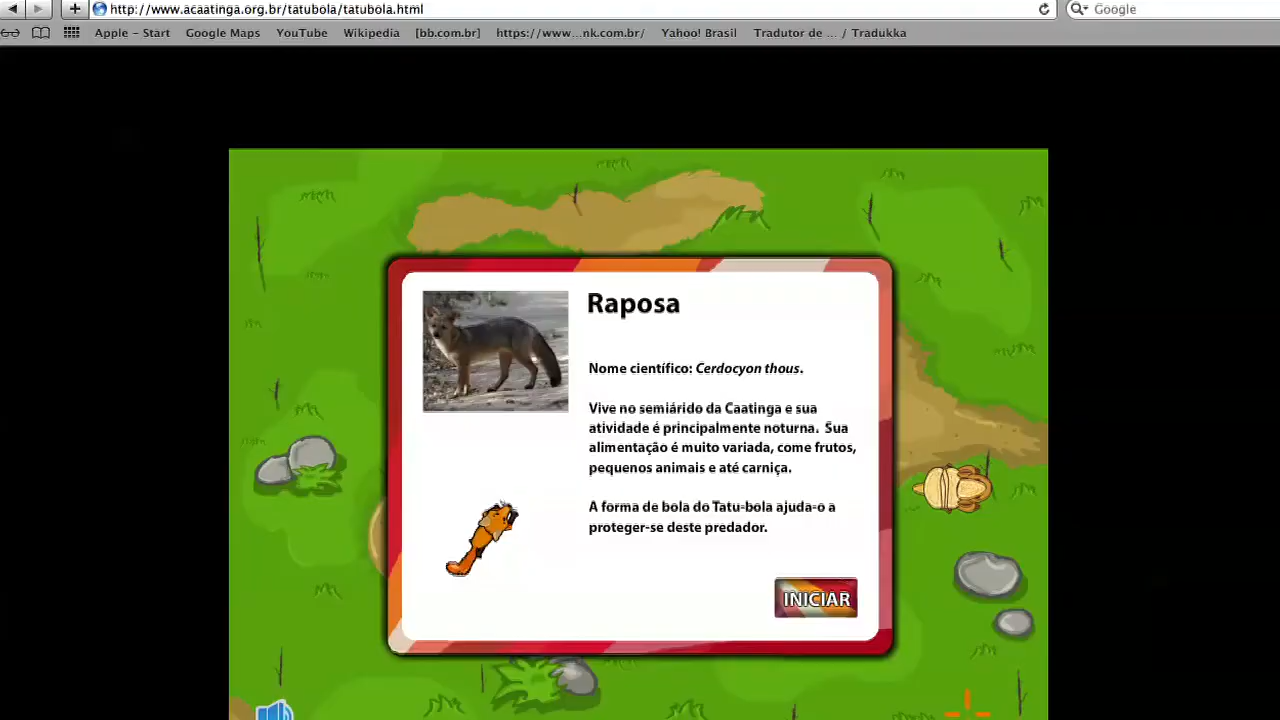 http://www.acaatinga.org.br/tatubola/tatubola.html
Google
Apple – Start
Google Maps
YouTube
Wikipedia
[bb.com.br]
https://www...nk.com.br/
Yahoo! Brasil
Tradutor de ... / Tradukka
Raposa
Nome científico: Cerdocyon thous.
Vive no semiárido da Caatinga e sua
atividade é principalmente noturna. Sua
alimentação é muito variada, come frutos,
pequenos animais e até carniça.
A forma de bola do Tatu-bola ajuda-o a
proteger-se deste predador.
INICIAR